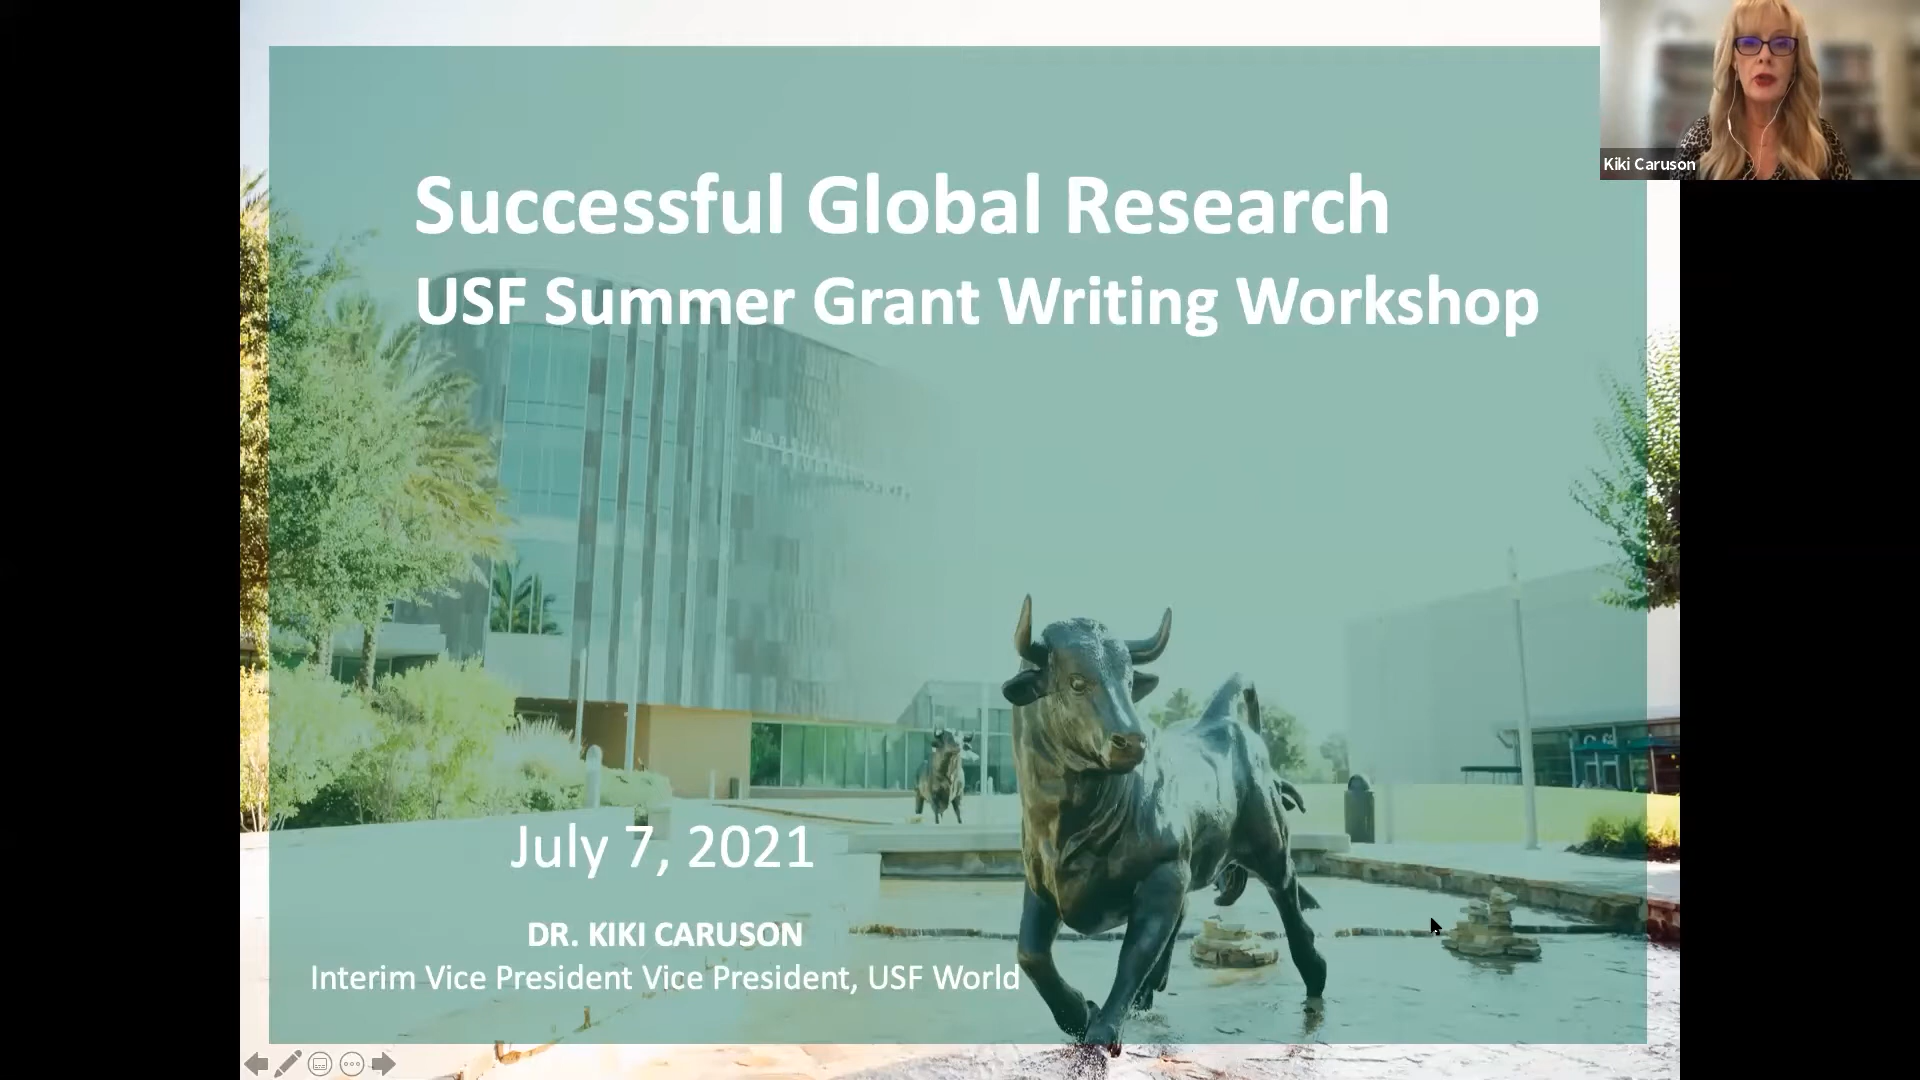 Successful Global Research
USF Summer Grant Writing Workshop
Kiki Caruson
July 7, 2021
DR. KIKI CARUSON
Interim Vice President Vice President, USF World